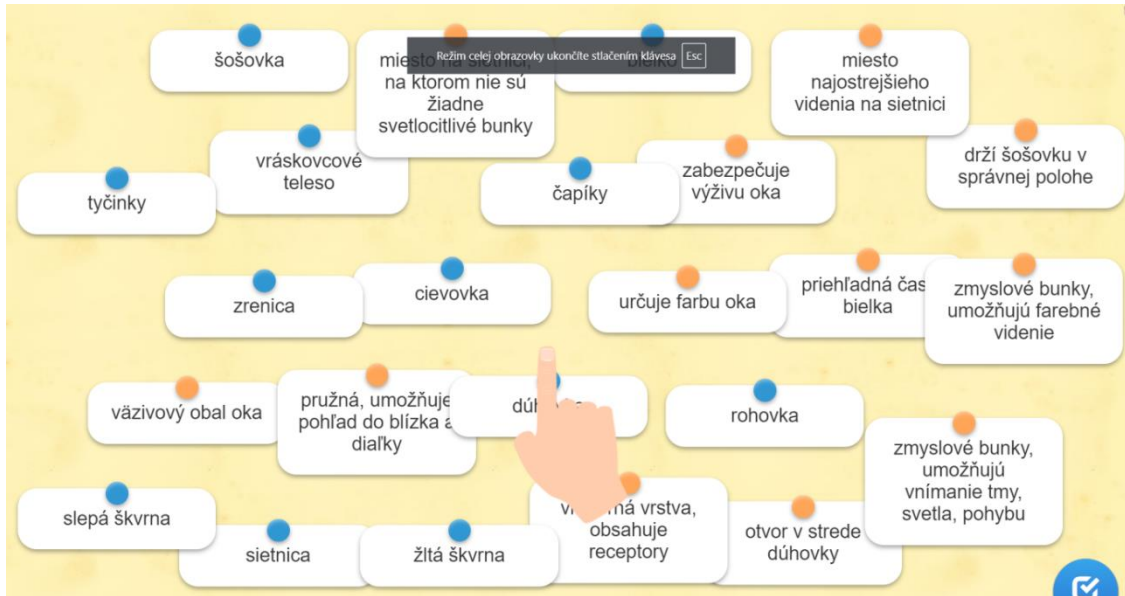 šošovka
Režim celej obrazovky ukončíte stlačením klávesa Esc
na ktorom nie sú
žiadne
svetlocitlivé bunky
miesto
najostrejšieho
videnia na sietnici
vráskovcové
teleso
drží šošovku v
správnej polohe
zabezpečuje
výživu oka
čapíky
tyčinky
cievovka
zrenica
určuje farbu oka
priehľadná
bielka
zmyslové bunky,
umožňujú farebné
videnie
väzivový obal oka
pružná, umožňuje
pohľad do blízka a
diaľky
rohovka
zmyslové bunky,
umožňujú
vnímanie tmy,
svetla, pohybu
slepá škvrna
sietnica
žltá škvrna
vrstva,
obsahuje
receptory
otvor v strede
dúhovky